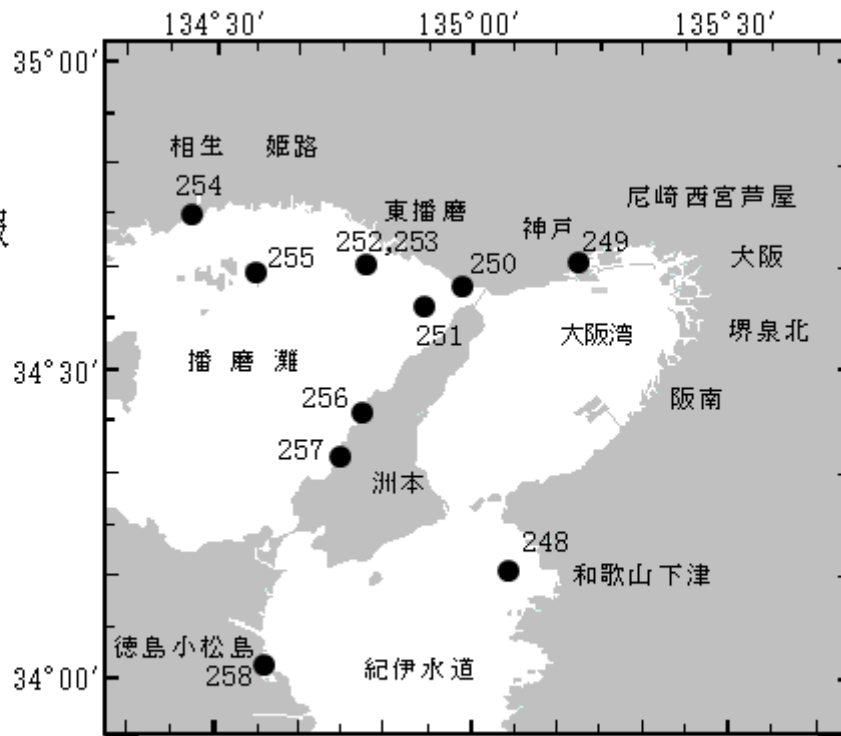 134°30′ 135°00′ 135°30′
35°00′
相生 姫路
254
尼崎西宮芦屋
東播磨
神戸
252,253
249
255
250
大阪
251
大阪湾
堺泉北
播磨灘
34°30′
256
阪南
257
洲本
248
和歌山下津
徳島小松島
258
紀伊水道
34°00′